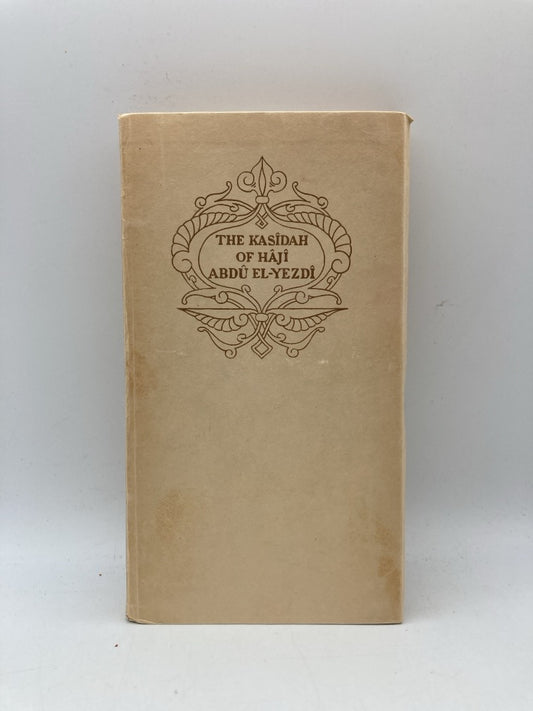 THE KASÎDAH
OF HÂJÎ
ABDÛ EL-YEZDÎ